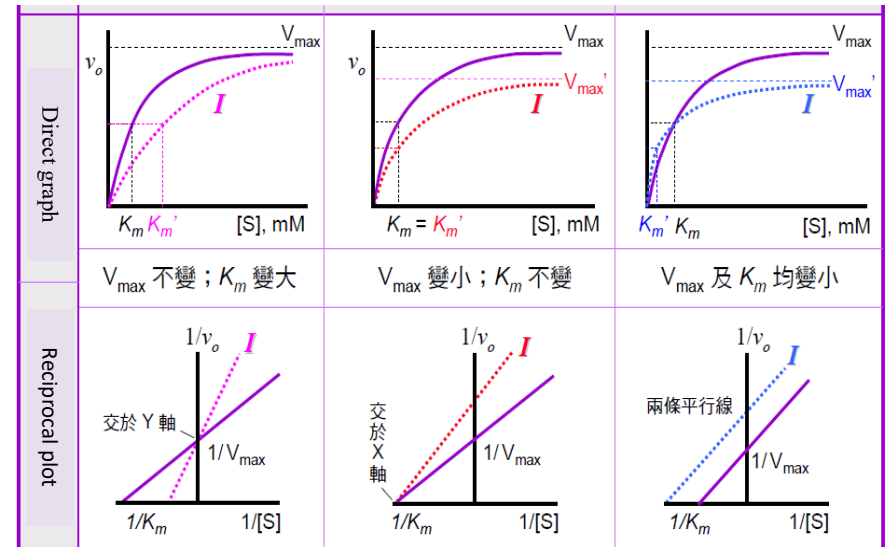 Direct graph
v₀
Vmax
I
Km Km’ [S], mM
v₀
Vmax
Vmax’
I
Km = Km’ [S], mM
Vmax
Vmax’
I
Km’ Km [S], mM
Vmax 不變；Km 變大
Vmax 變小；Km 不變
Vmax 及 Km 均變小
Reciprocal plot
1/vo
I
交於 Y 軸
1/Vmax
1/Km 1/[S]
1/vo
I
交於X軸
1/Vmax
1/Km 1/[S]
1/vo
I
兩條平行線
1/Vmax
1/Km 1/[S]